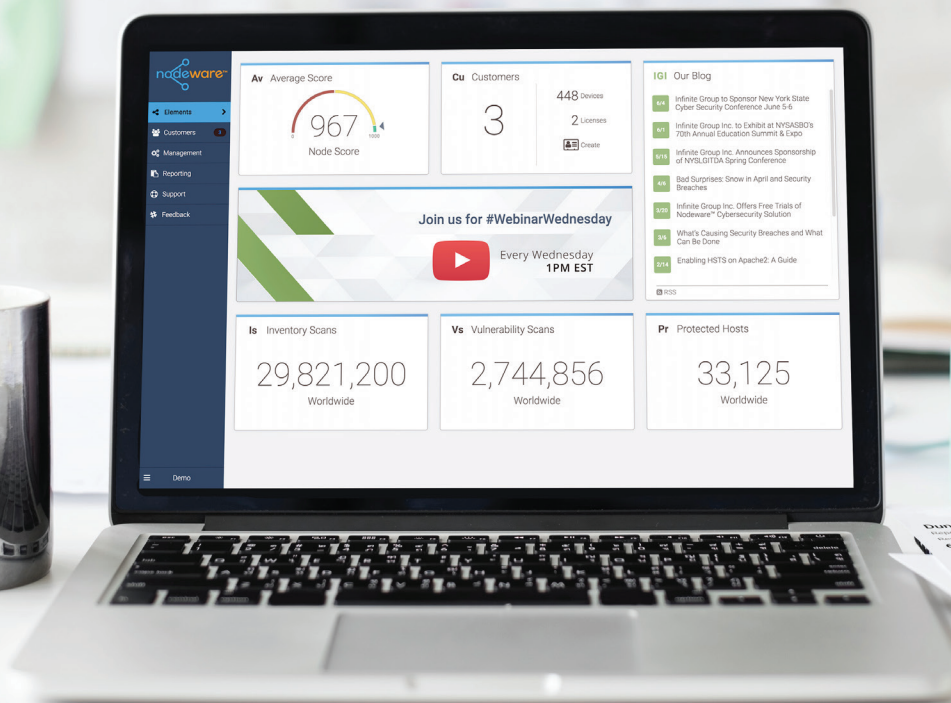 nodeware™
Elements
Customers
Management
Reporting
Support
Feedback
Demo
Av Average Score
967
0
1000
Node Score
Cu Customers
3
448 Devices
2 Licenses
Create
IGI Our Blog
6/4 Infinite Group to Sponsor New York State
Cyber Security Conference June 5-6
6/1 Infinite Group Inc. to Exhibit at NYSASBO's
70th Annual Education Summit & Expo
Infinite Group Inc. Announces Sponsorship
of NYSLGITDA Spring Conference
4/6 Bad Surprises: Snow in April and Security
Breaches
3/20 Infinite Group Inc. Offers Free Trials of
Nodeware™ Cybersecurity Solution
3/6 What's Causing Security Breaches and What
Can Be Done
2/14 Enabling HSTS on Apache2: A Guide
RSS
Join us for #WebinarWednesday
Every Wednesday
1PM EST
Is Inventory Scans
29,821,200
Worldwide
Vs Vulnerability Scans
2,744,856
Worldwide
Pr Protected Hosts
33,125
Worldwide
delete
return